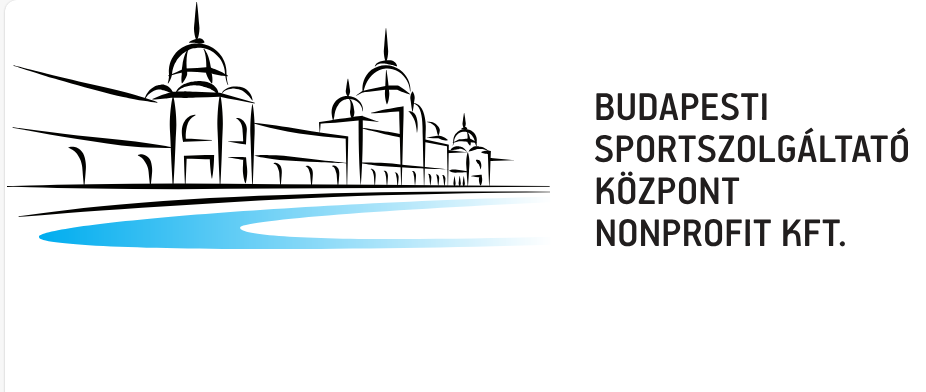 BUDAPESTI
SPORTSZOLGÁLTATÓ
KÖZPONT
NONPROFIT KFT.